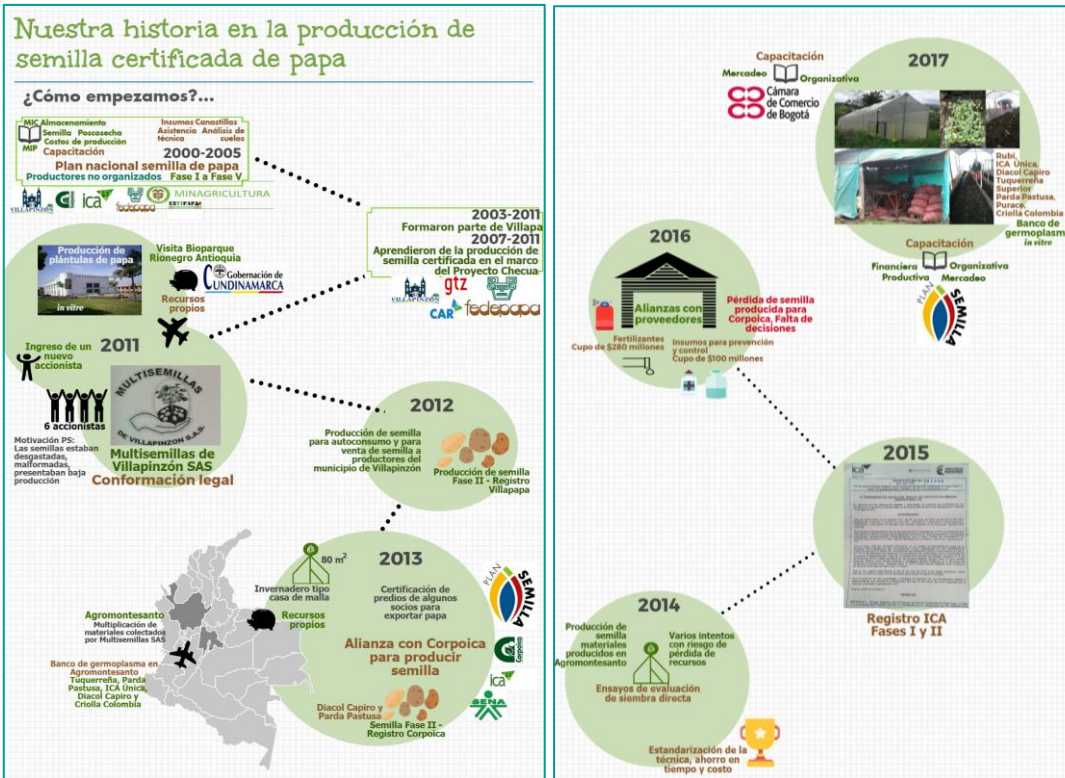 Nuestra historia en la producción de
semilla certificada de papa
¿Cómo empezamos?...
MIC Almacenamiento
Semilla Poscosecha
Costos de producción
MIP
Capacitación
Insumos Canastillas
Asistencia técnica
Análisis de suelos
2000-2005
Plan nacional semilla de papa
Productores no organizados Fase I a Fase V
VILLAPINZÓN
ica
fedepapa
MINAGRICULTURA
CEVIPAPA
2003-2011
Formaron parte de Villapa
2007-2011
Aprendieron de la producción de
semilla certificada en el marco
del Proyecto Checua
VILLAPINZÓN
gtz
CAR
fedepapa
Producción de
plántulas de papa
in vitro
Visita Bioparque
Rionegro Antioquia
Gobernación de
CUNDINAMARCA
Recursos
propios
2011
Ingreso de un
nuevo
accionista
6 accionistas
MULTISEMILLAS
DE VILLAPINZON S.A.S.
Motivación PS:
Las semillas estaban
desgastadas,
malformadas,
presentaban baja
producción
Multisemillas de
Villapinzón SAS
Conformación legal
2012
Producción de semilla
para autoconsumo y para
venta de semilla a
productores del
municipio de Villapinzón
Producción de semilla
Fase II - Registro
Villapapa
2013
80 m²
Invernadero tipo
casa de malla
Recursos
propios
Certificación de
predios de algunos
socios para
exportar papa
Alianza con Corpoica
para producir
semilla
Diacol Capiro y
Parda Pastusa
Semilla Fase II -
Registro Corpoica
PLAN
SEMILLA
Corpoica
ica
SENA
Agromontesanto
Multiplicación de
materiales colectados
por Multisemillas SAS
Banco de germoplasma en
Agromontesanto
Tuquerreña, Parda
Pastusa, ICA Única,
Diacol Capiro y
Criolla Colombia
2014
Producción de
semilla
materiales
producidos en
Agromontesanto
Varios intentos
con riesgo de
pérdida de
recursos
Ensayos de evaluación
de siembra directa
Estandarización de la
técnica, ahorro en
tiempo y costo
2015
ica
Registro ICA
Fases I y II
2016
Alianzas con
proveedores
Pérdida de semilla
producida para
Corpoica, Falta de
decisiones
Fertilizantes
Cupo de $280 millones
Insumos para prevención
y control
Cupo de $100 millones
2017
Capacitación
Mercadeo
Organizativa
Cámara
de Comercio
de Bogotá
Rubi,
ICA Única,
Diacol Capiro
Tuquerreña
Superior
Parda Pastusa,
Purace,
Criolla Colombia
Banco de
germoplasm
in vitro
Capacitación
Financiera
Organizativa
Productiva
Mercadeo
PLAN
SEMILLA